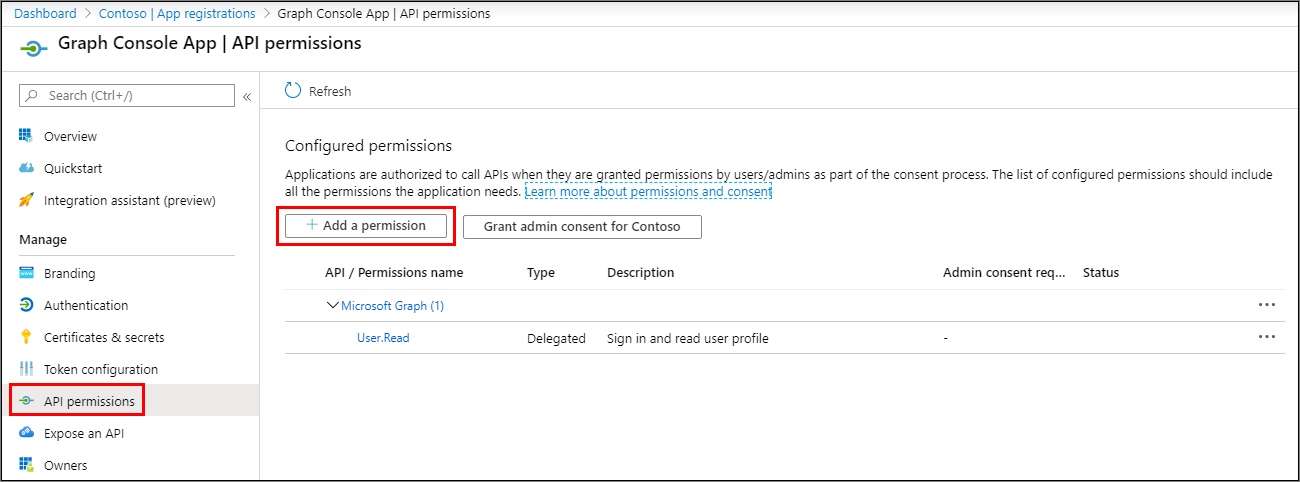 Dashboard > Contoso | App registrations > Graph Console App | API permissions
Graph Console App | API permissions
Search (Ctrl+/)
«
Overview
Quickstart
Integration assistant (preview)
Manage
Branding
Authentication
Certificates & secrets
Token configuration
API permissions
Expose an API
Owners
Refresh
Configured permissions
Applications are authorized to call APIs when they are granted permissions by users/admins as part of the consent process. The list of configured permissions should include
all the permissions the application needs. Learn more about permissions and consent
+ Add a permission
Grant admin consent for Contoso
API / Permissions name Type Description Admin consent req... Status
Microsoft Graph (1) ...
User.Read Delegated Sign in and read user profile - ...